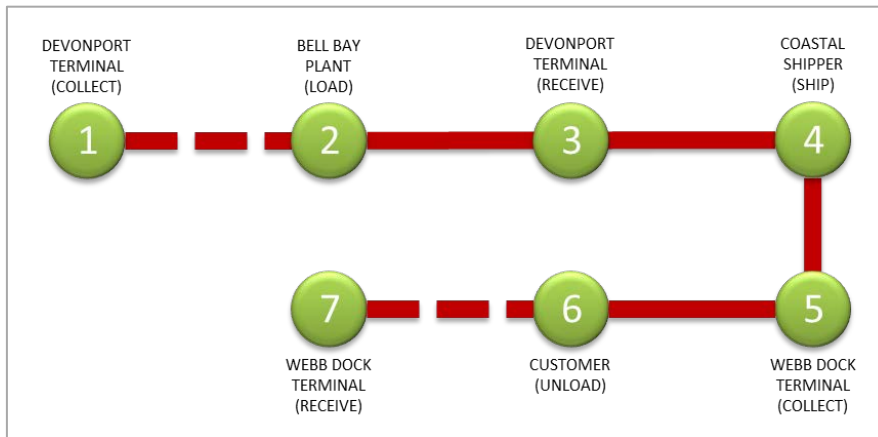 DEVONPORT
TERMINAL
(COLLECT)
1
BELL BAY
PLANT
(LOAD)
2
DEVONPORT
TERMINAL
(RECEIVE)
3
COASTAL
SHIPPER
(SHIP)
4
5
WEBB DOCK
TERMINAL
(COLLECT)
6
CUSTOMER
(UNLOAD)
7
WEBB DOCK
TERMINAL
(RECEIVE)